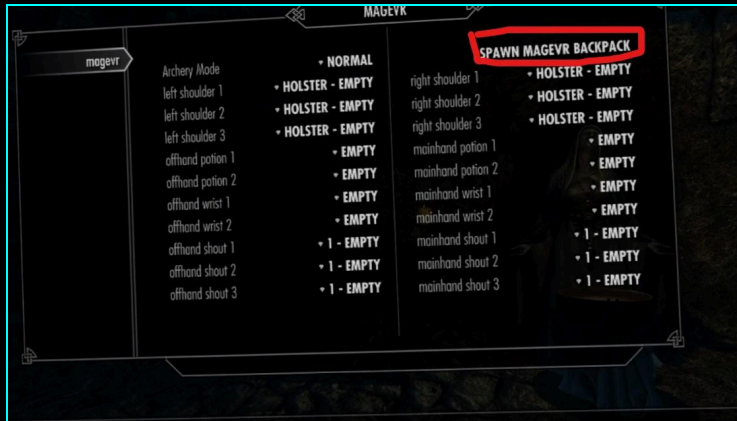 MAGEVR
magevr
Archery Mode
NORMAL
left shoulder 1
HOLSTER - EMPTY
left shoulder 2
HOLSTER - EMPTY
left shoulder 3
HOLSTER - EMPTY
offhand potion 1
EMPTY
offhand potion 2
EMPTY
offhand wrist 1
EMPTY
offhand wrist 2
EMPTY
offhand shout 1
1 - EMPTY
offhand shout 2
1 - EMPTY
offhand shout 3
1 - EMPTY
SPAWN MAGEVR BACKPACK
right shoulder 1
HOLSTER - EMPTY
right shoulder 2
HOLSTER - EMPTY
right shoulder 3
HOLSTER - EMPTY
mainhand potion 1
EMPTY
mainhand potion 2
EMPTY
mainhand wrist 1
EMPTY
mainhand wrist 2
EMPTY
mainhand shout 1
1 - EMPTY
mainhand shout 2
1 - EMPTY
mainhand shout 3
1 - EMPTY